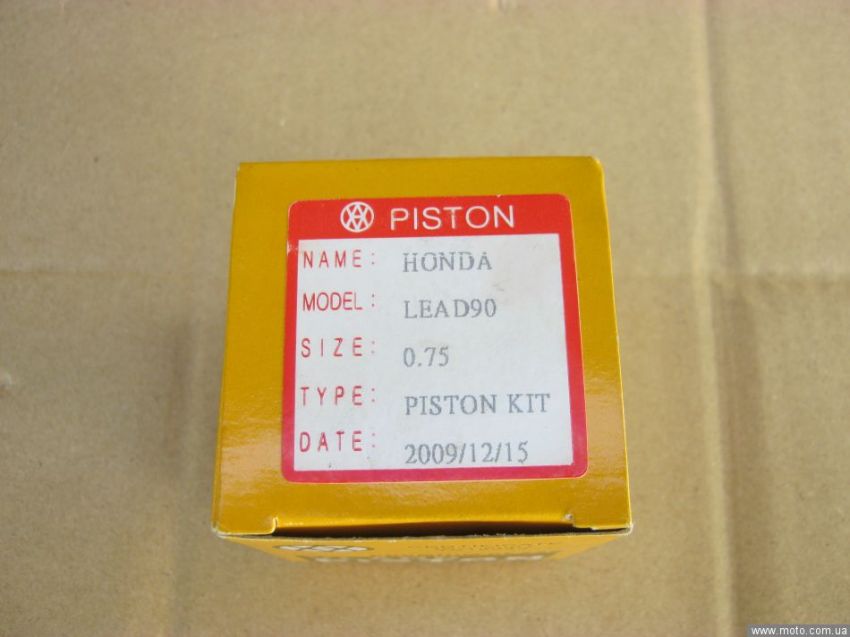 PISTON
NAME: HONDA
MODEL: LEAD90
SIZE: 0.75
TYPE: PISTON KIT
DATE: 2009/12/15
www.moto.com.ua